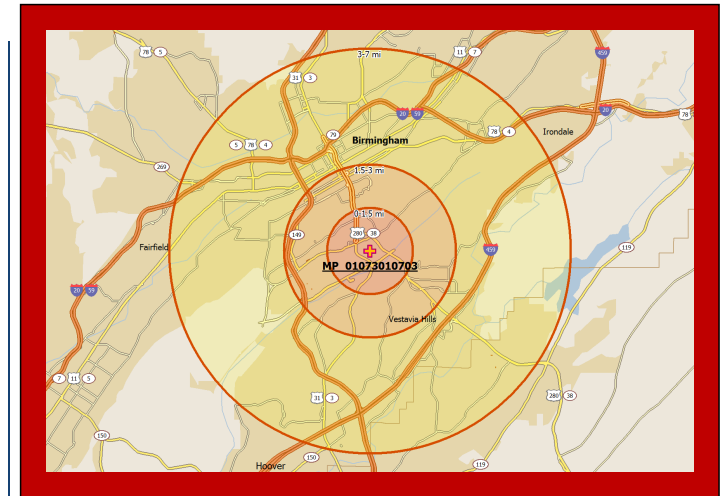 3-7 mi
78 5
11 7
459
31 3
20
20 59
78
79
78 4
Irondale
5 78 4
Birmingham
269
1.5-3 mi
0-1.5 mi
149
280 38
119
Fairfield
459
MP_01073010703
20 59
Vestavia Hills
7 11 5
31 3
280 38
150
150
119
Hoover